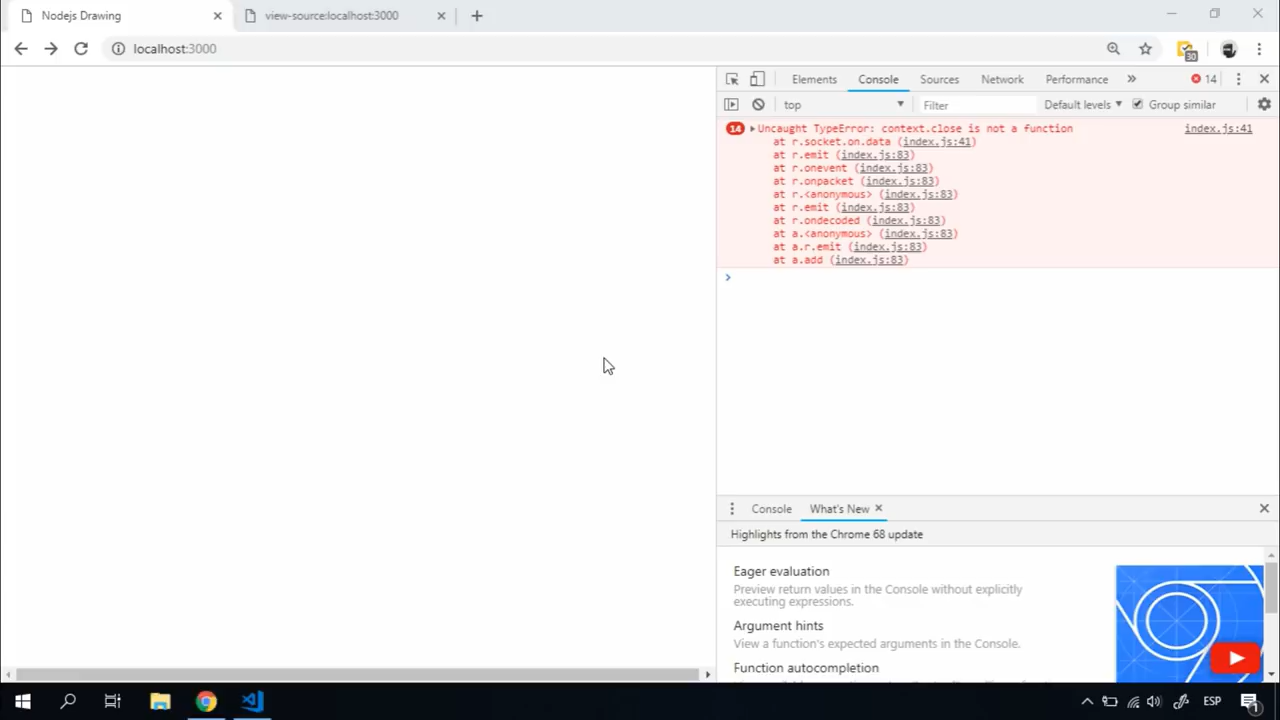 Nodejs Drawing
view-source:localhost:3000
localhost:3000
30
Elements Console Sources Network Performance » 14
top Filter Default levels Group similar
14 Uncaught TypeError: context.close is not a function index.js:41
at r.socket.on.data (index.js:41)
at r.emit (index.js:83)
at r.onevent (index.js:83)
at r.onpacket (index.js:83)
at r.<anonymous> (index.js:83)
at r.emit (index.js:83)
at r.ondecoded (index.js:83)
at a.<anonymous> (index.js:83)
at a.r.emit (index.js:83)
at a.add (index.js:83)
Console What's New
Highlights from the Chrome 68 update
Eager evaluation
Preview return values in the Console without explicitly
executing expressions.
Argument hints
View a function's expected arguments in the Console.
Function autocompletion
ESP
1